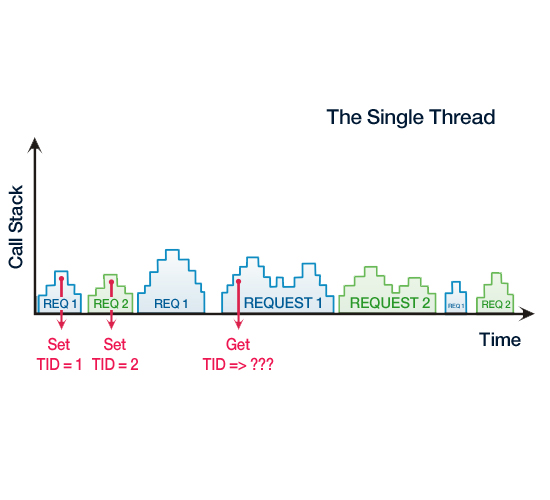 The Single Thread
Call Stack
REQ 1
REQ 2
REQ 1
REQUEST 1
REQUEST 2
REQ 1
REQ 2
Time
Set
TID = 1
Set
TID = 2
Get
TID => ???